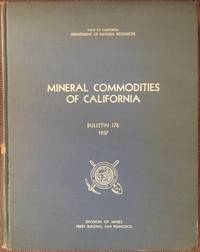 STATE OF CALIFORNIA
DEPARTMENT OF NATURAL RESOURCES
MINERAL COMMODITIES
OF CALIFORNIA
BULLETIN 176
1957
DIVISION OF MINES
FERRY BUILDING, SAN FRANCISCO